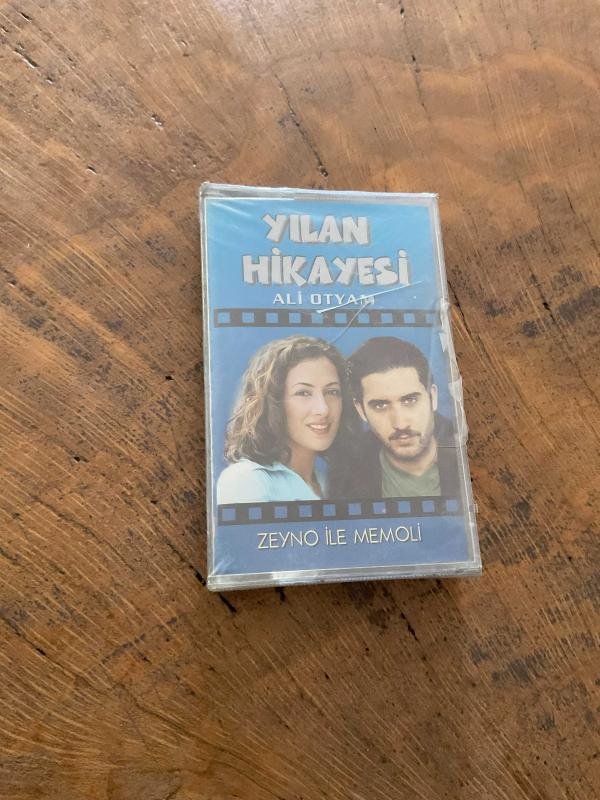 YILAN
HİKAYESİ
ALİ OTYAM
ZEYNO İLE MEMOLİ